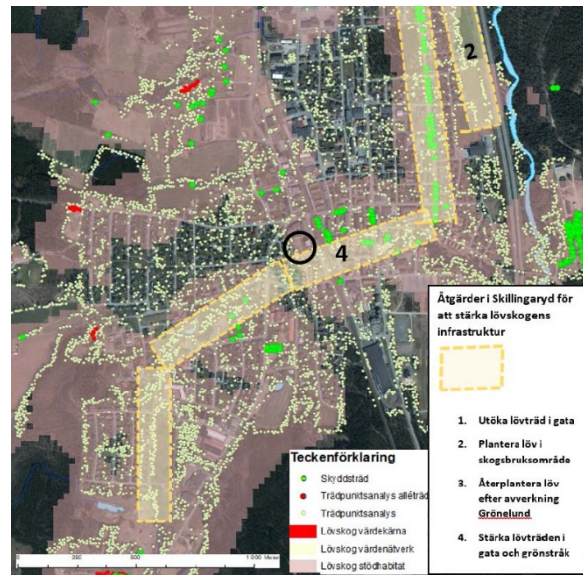 2
4
Åtgärder i Skillingaryd för
att stärka lövskogens
infrastruktur
1. Utöka lövträd i gata
2. Plantera löv i
skogsbruksområde
3. Återplantera löv
efter avverkning
Grönelund
4. Stärka lövträden i
gata och grönstråk
Teckenförklaring
Skyddsträd
Trädpunktsanalys alléträd
Trädpunktsanalys
Lövskog värdekärna
Lövskog värdenätverk
Lövskog stödhabitat